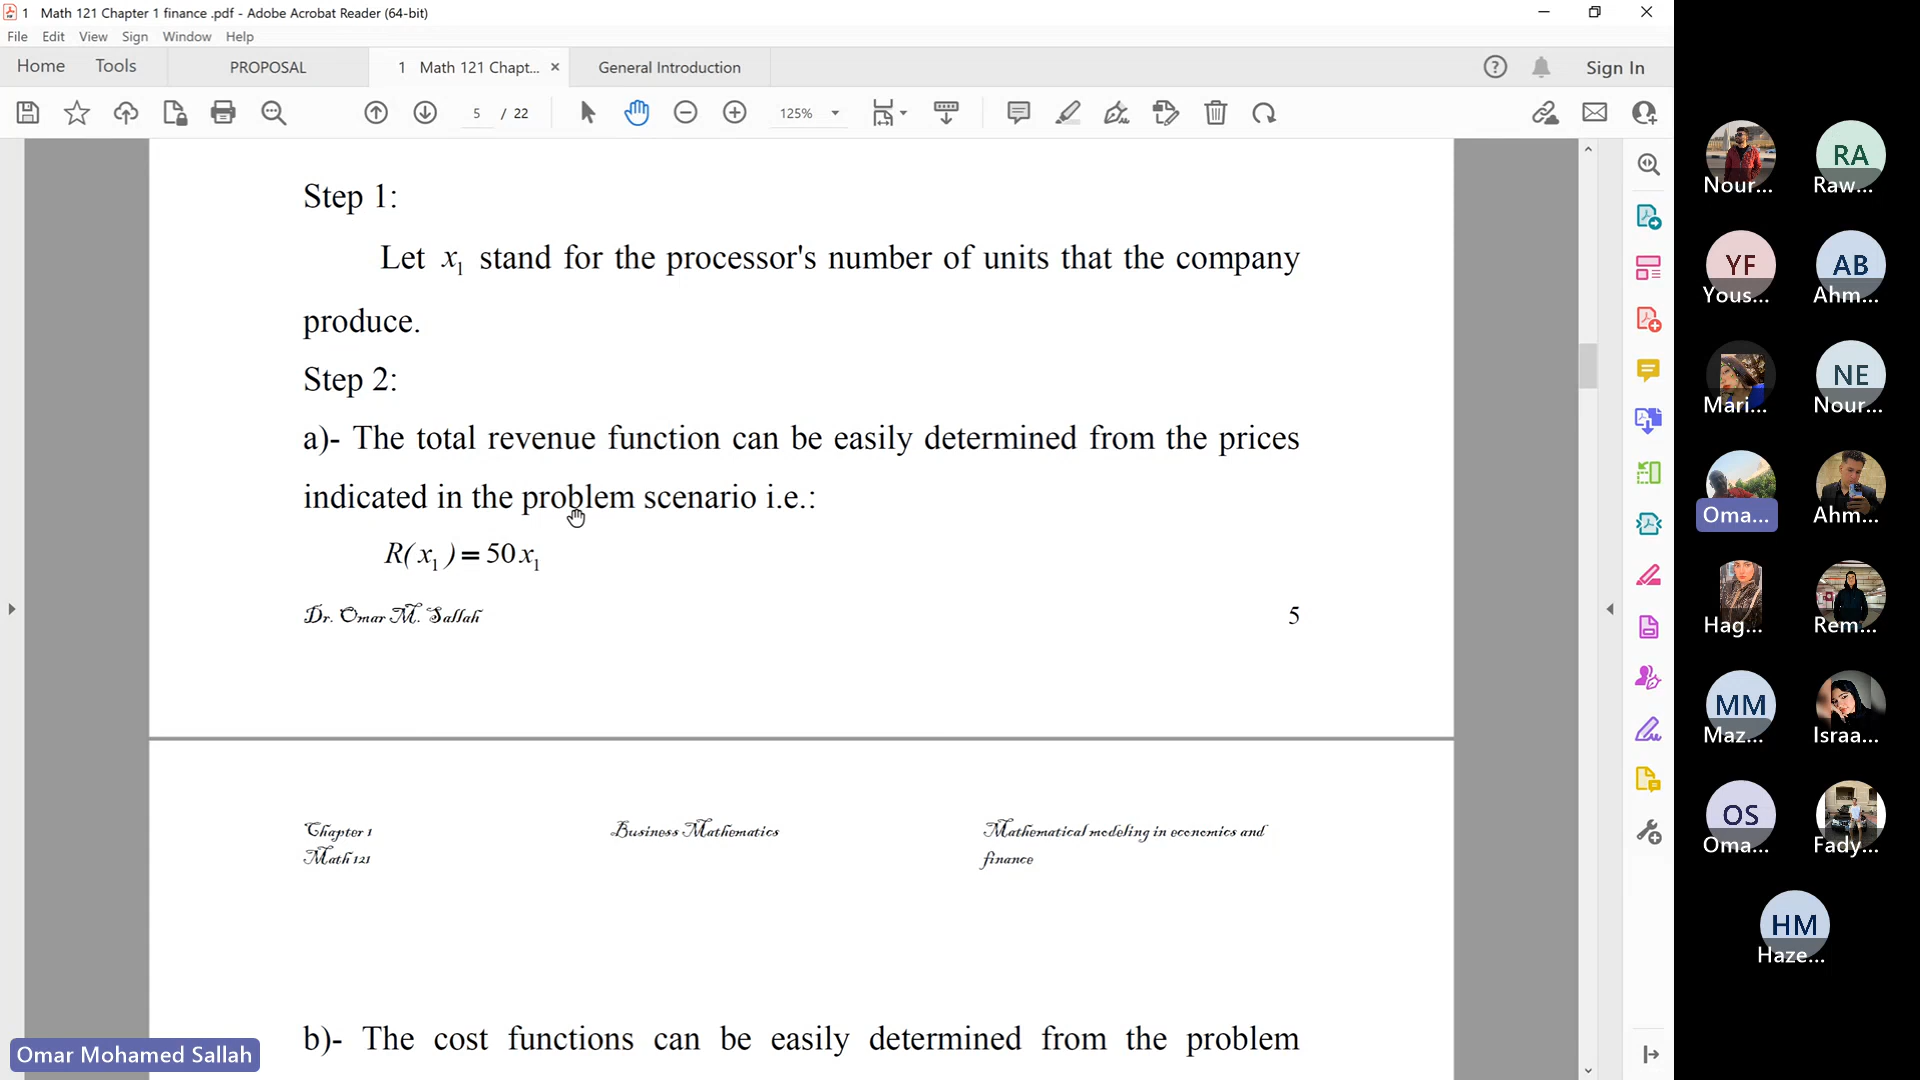 1 Math 121 Chapter 1 finance .pdf - Adobe Acrobat Reader (64-bit)
File Edit View Sign Window Help
Home Tools PROPOSAL 1 Math 121 Chapt... × General Introduction Sign In
5 / 22 125%
Step 1:
Let x₁ stand for the processor's number of units that the company
produce.
Step 2:
a)- The total revenue function can be easily determined from the prices
indicated in the problem scenario i.e.:
R( x₁ ) = 50 x₁
Dr. Omar M. Sallah 5
Chapter 1 Business Mathematics Mathematical modeling in economics and
Math 121 finance
b)- The cost functions can be easily determined from the problem
Omar Mohamed Sallah
Nour...
RA
Raw...
YF
Yous...
AB
Ahm...
Mari...
NE
Nour...
Oma...
Ahm...
Hag...
Rem...
MM
Maz...
Israa...
OS
Oma...
Fady...
HM
Haze...